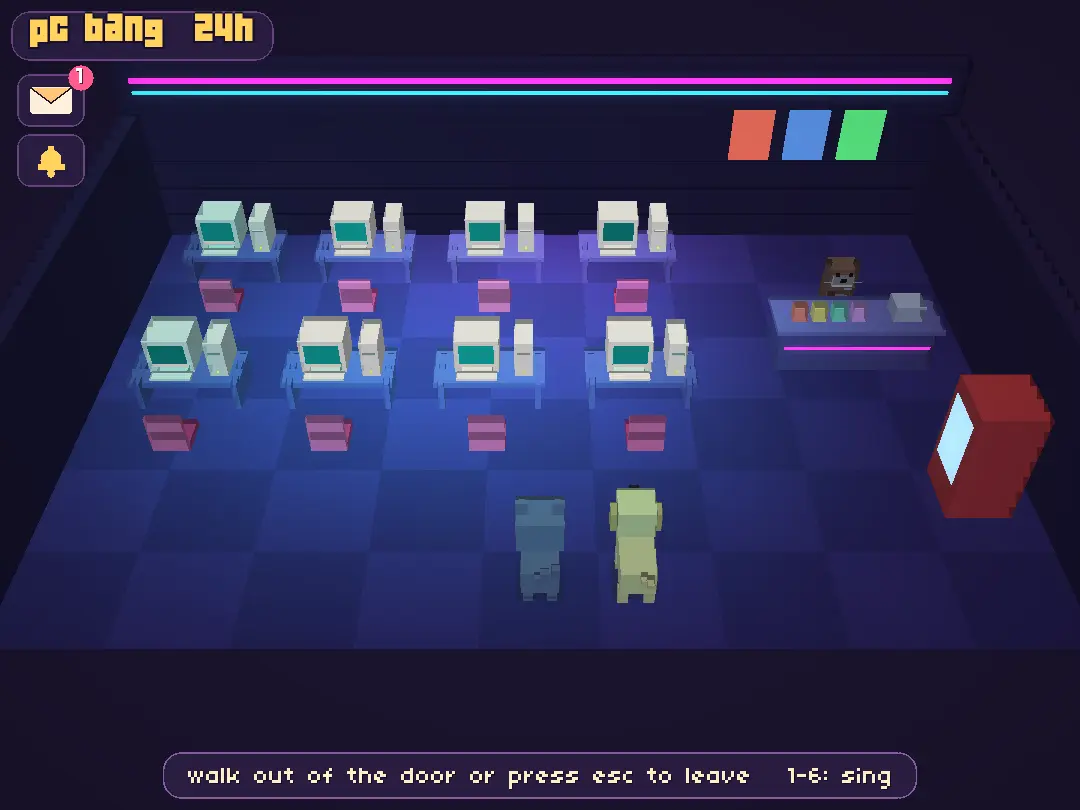 pc bang 24h
1
walk out of the door or press esc to leave 1-6: sing